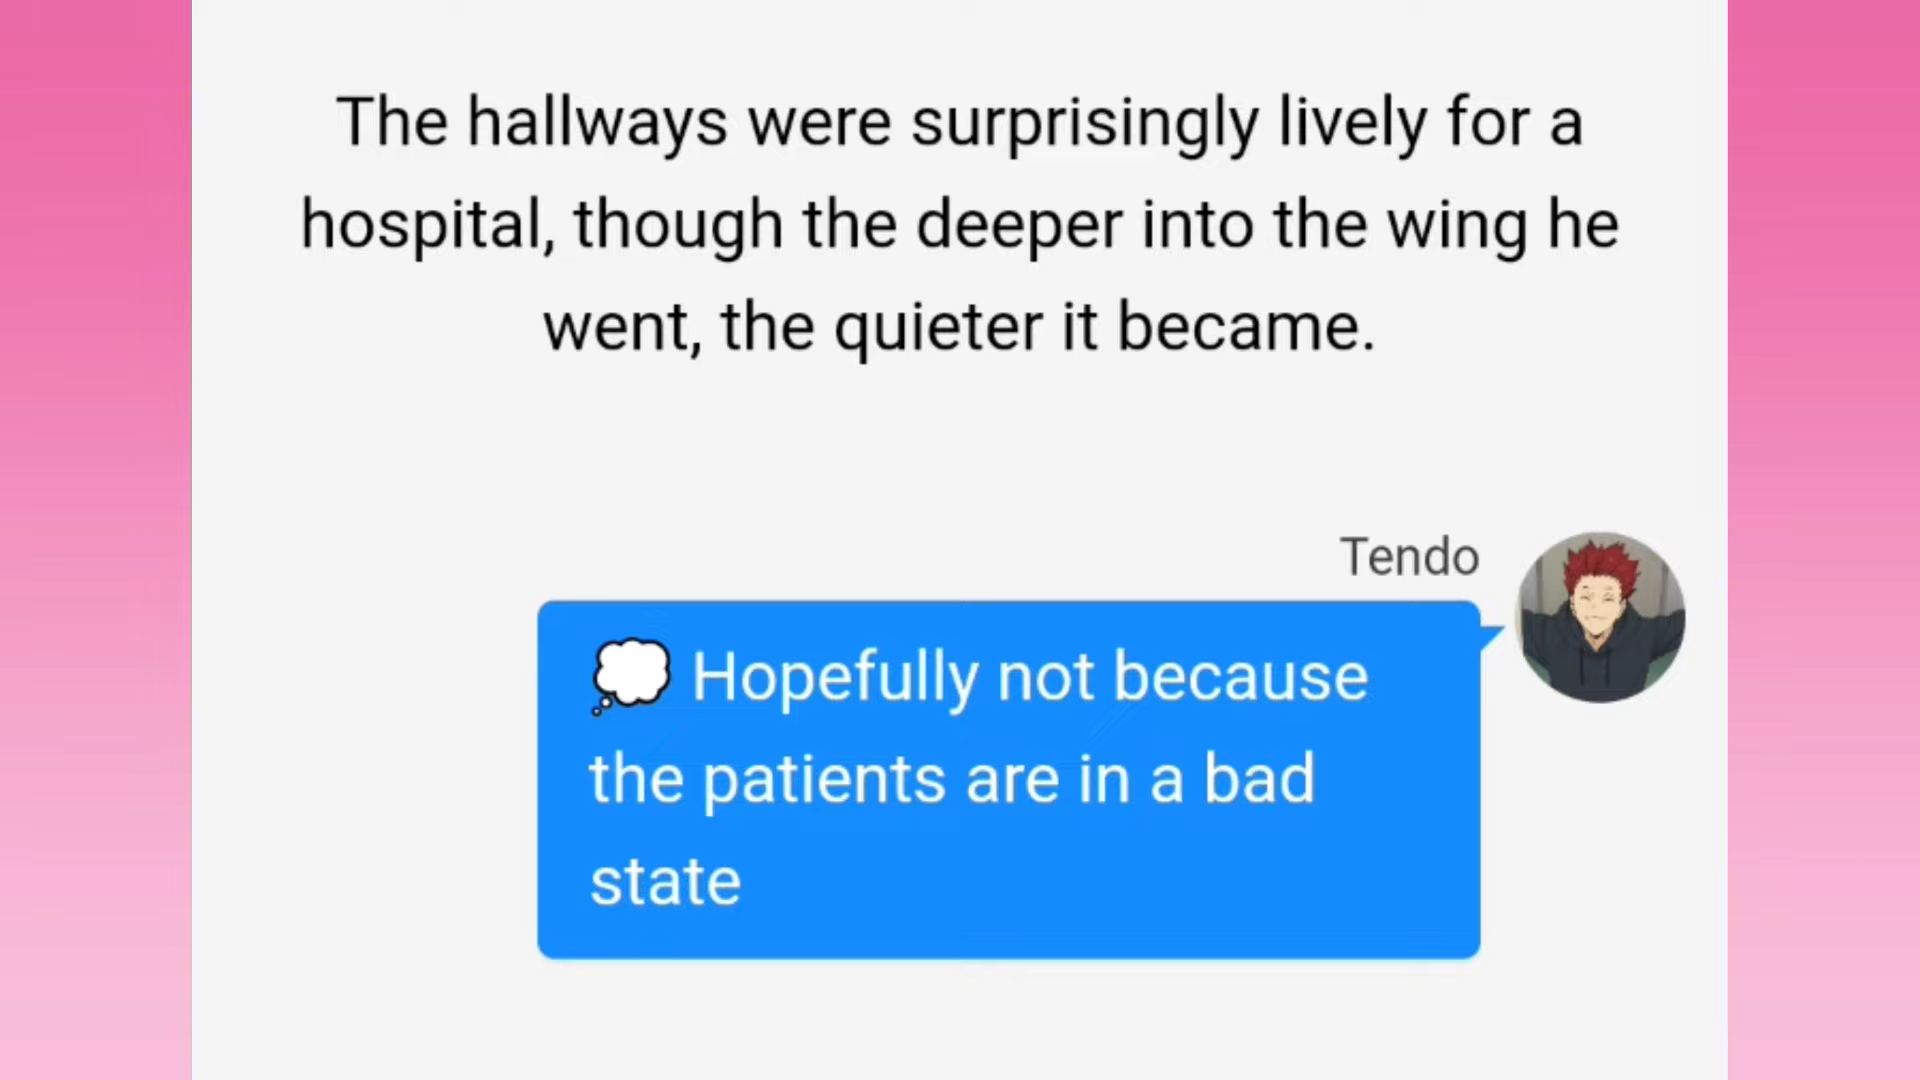 The hallways were surprisingly lively for a
hospital, though the deeper into the wing he
went, the quieter it became.
Tendo
💭 Hopefully not because
the patients are in a bad
state